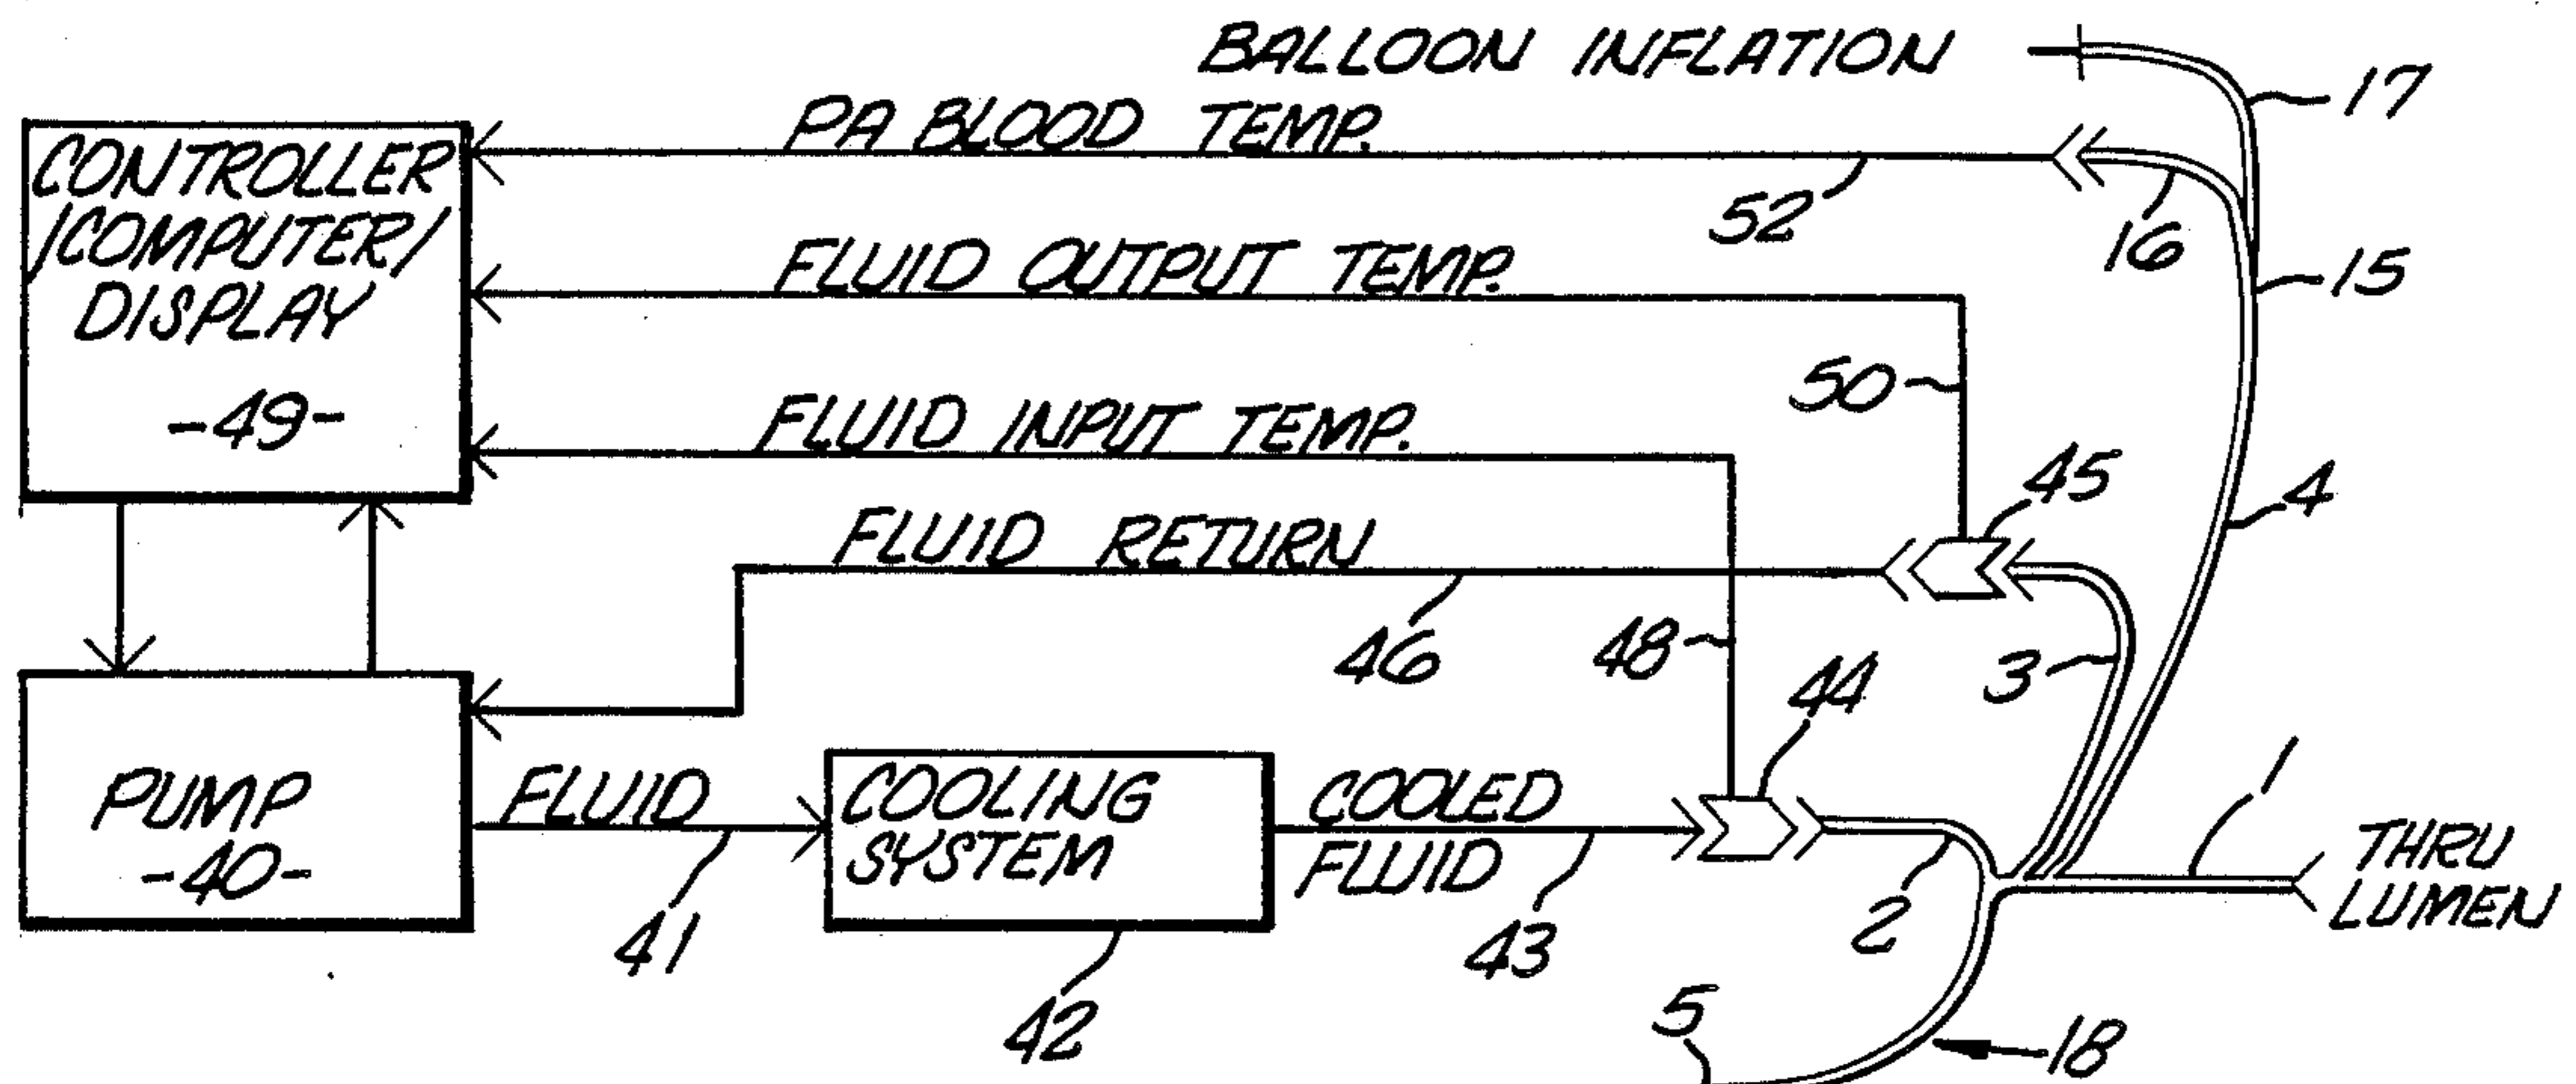 BALLOON INFLATION
17
PA BLOOD TEMP.
CONTROLLER
/COMPUTER/
DISPLAY
-49-
52
16
15
FLUID OUTPUT TEMP.
50
FLUID INPUT TEMP.
45
4
FLUID RETURN
46
48
3
44
1
PUMP
-40-
FLUID
41
COOLING
SYSTEM
42
COOLED
FLUID
43
2
THRU
LUMEN
5
18